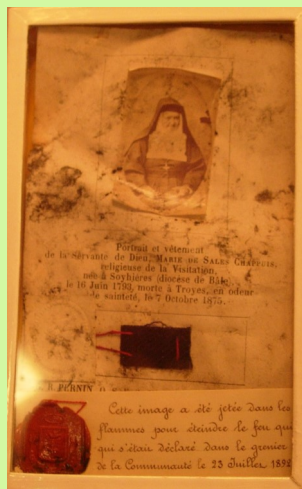 Portrait et vêtement
de la Servante de Dieu, MARIE DE SALES CHAPPUIS,
religieuse de la Visitation,
née à Soyhières (diocèse de Bâle)
le 16 Juin 1793, morte à Troyes, en odeur
de sainteté, le 7 Octobre 1875.
R. PERNIN
Cette image a été jetée dans les
flammes pour éteindre le feu qui
qui s'était déclaré dans le grenier
de la Communauté le 23 Juillet 1892